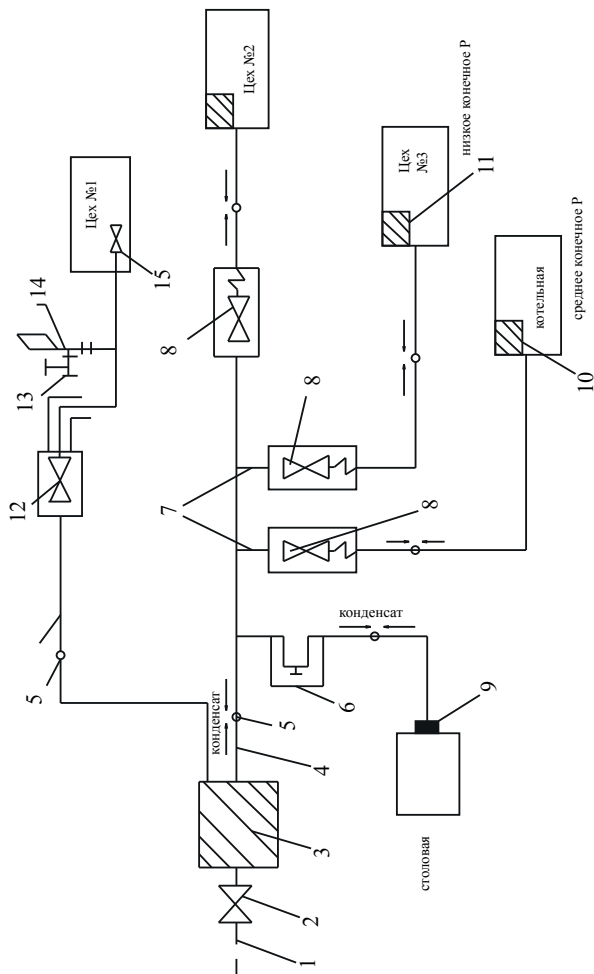 Цех №2
Цех №1
15
14
13
12
8
низкое конечное P
Цех
№3
11
среднее конечное P
котельная
10
8
8
7
5
конденсат
5
4
конденсат
6
9
столовая
3
2
1